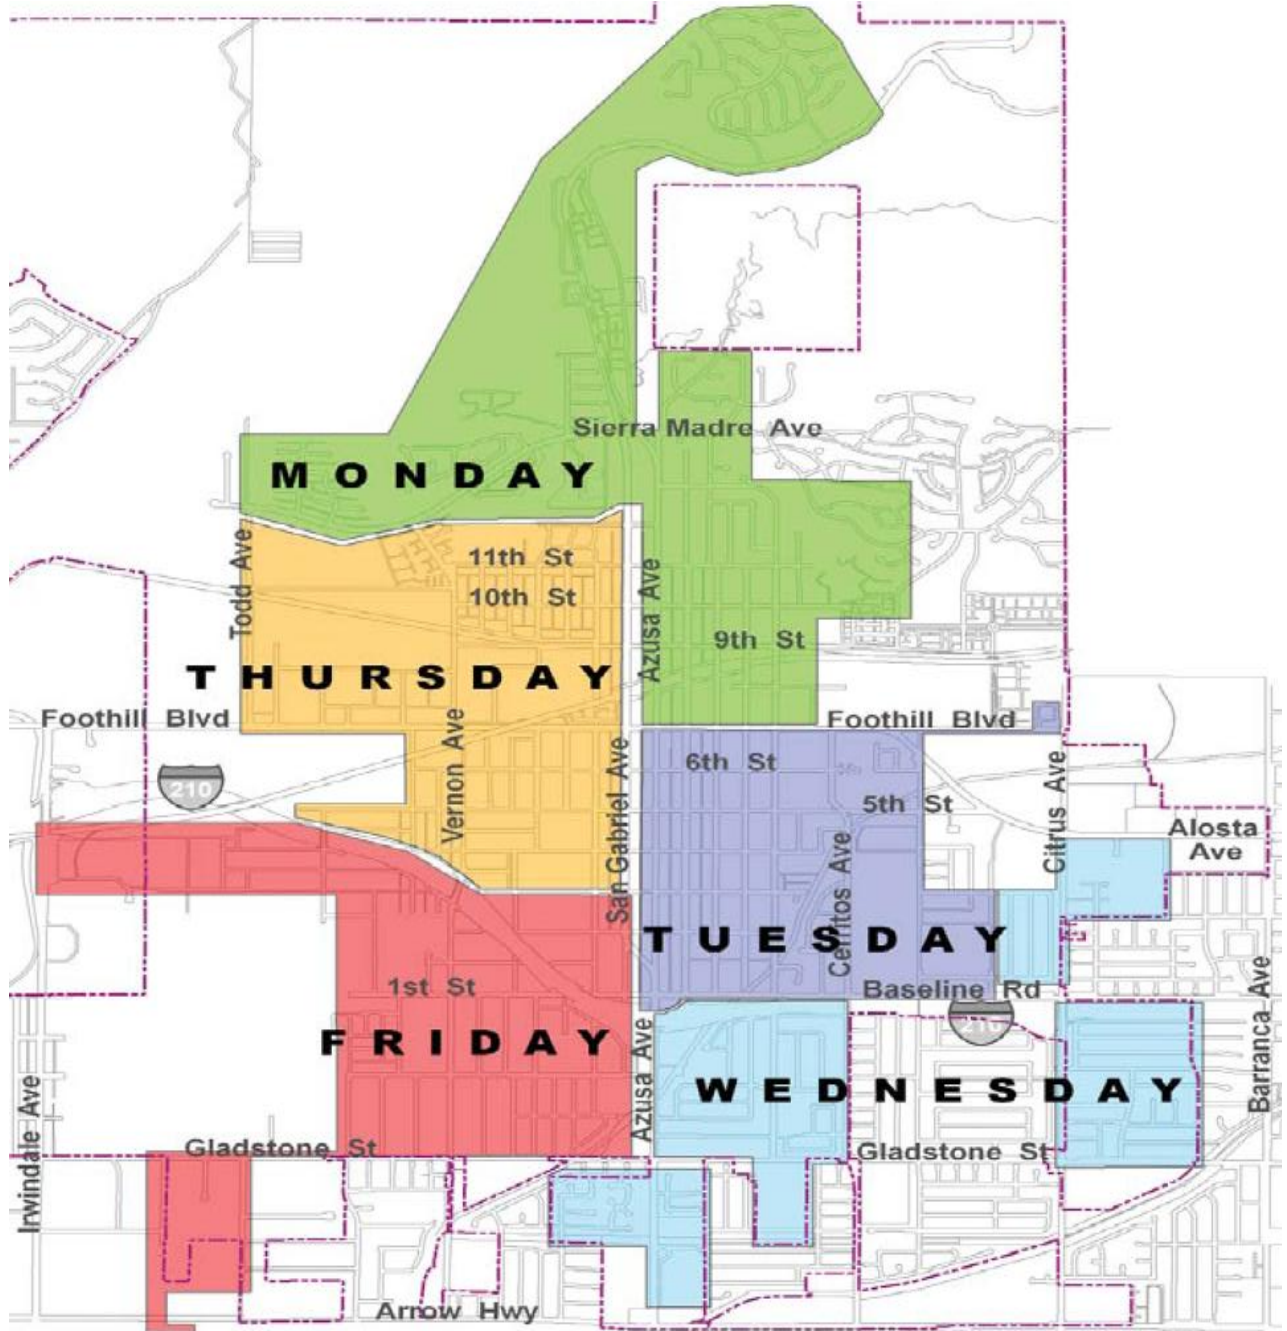 Sierra Madre Ave
MONDAY
Todd Ave
11th St
10th St
Azusa Ave
9th St
THURSDAY
Foothill Blvd
Foothill Blvd
Vernon Ave
San Gabriel Ave
6th St
210
5th St
Citrus Ave
Alosta
Ave
Cerritos Ave
TUESDAY
1st St
Baseline Rd
210
FRIDAY
Azusa Ave
WEDNESDAY
Barranca Ave
Irwindale Ave
Gladstone St
Gladstone St
Arrow Hwy